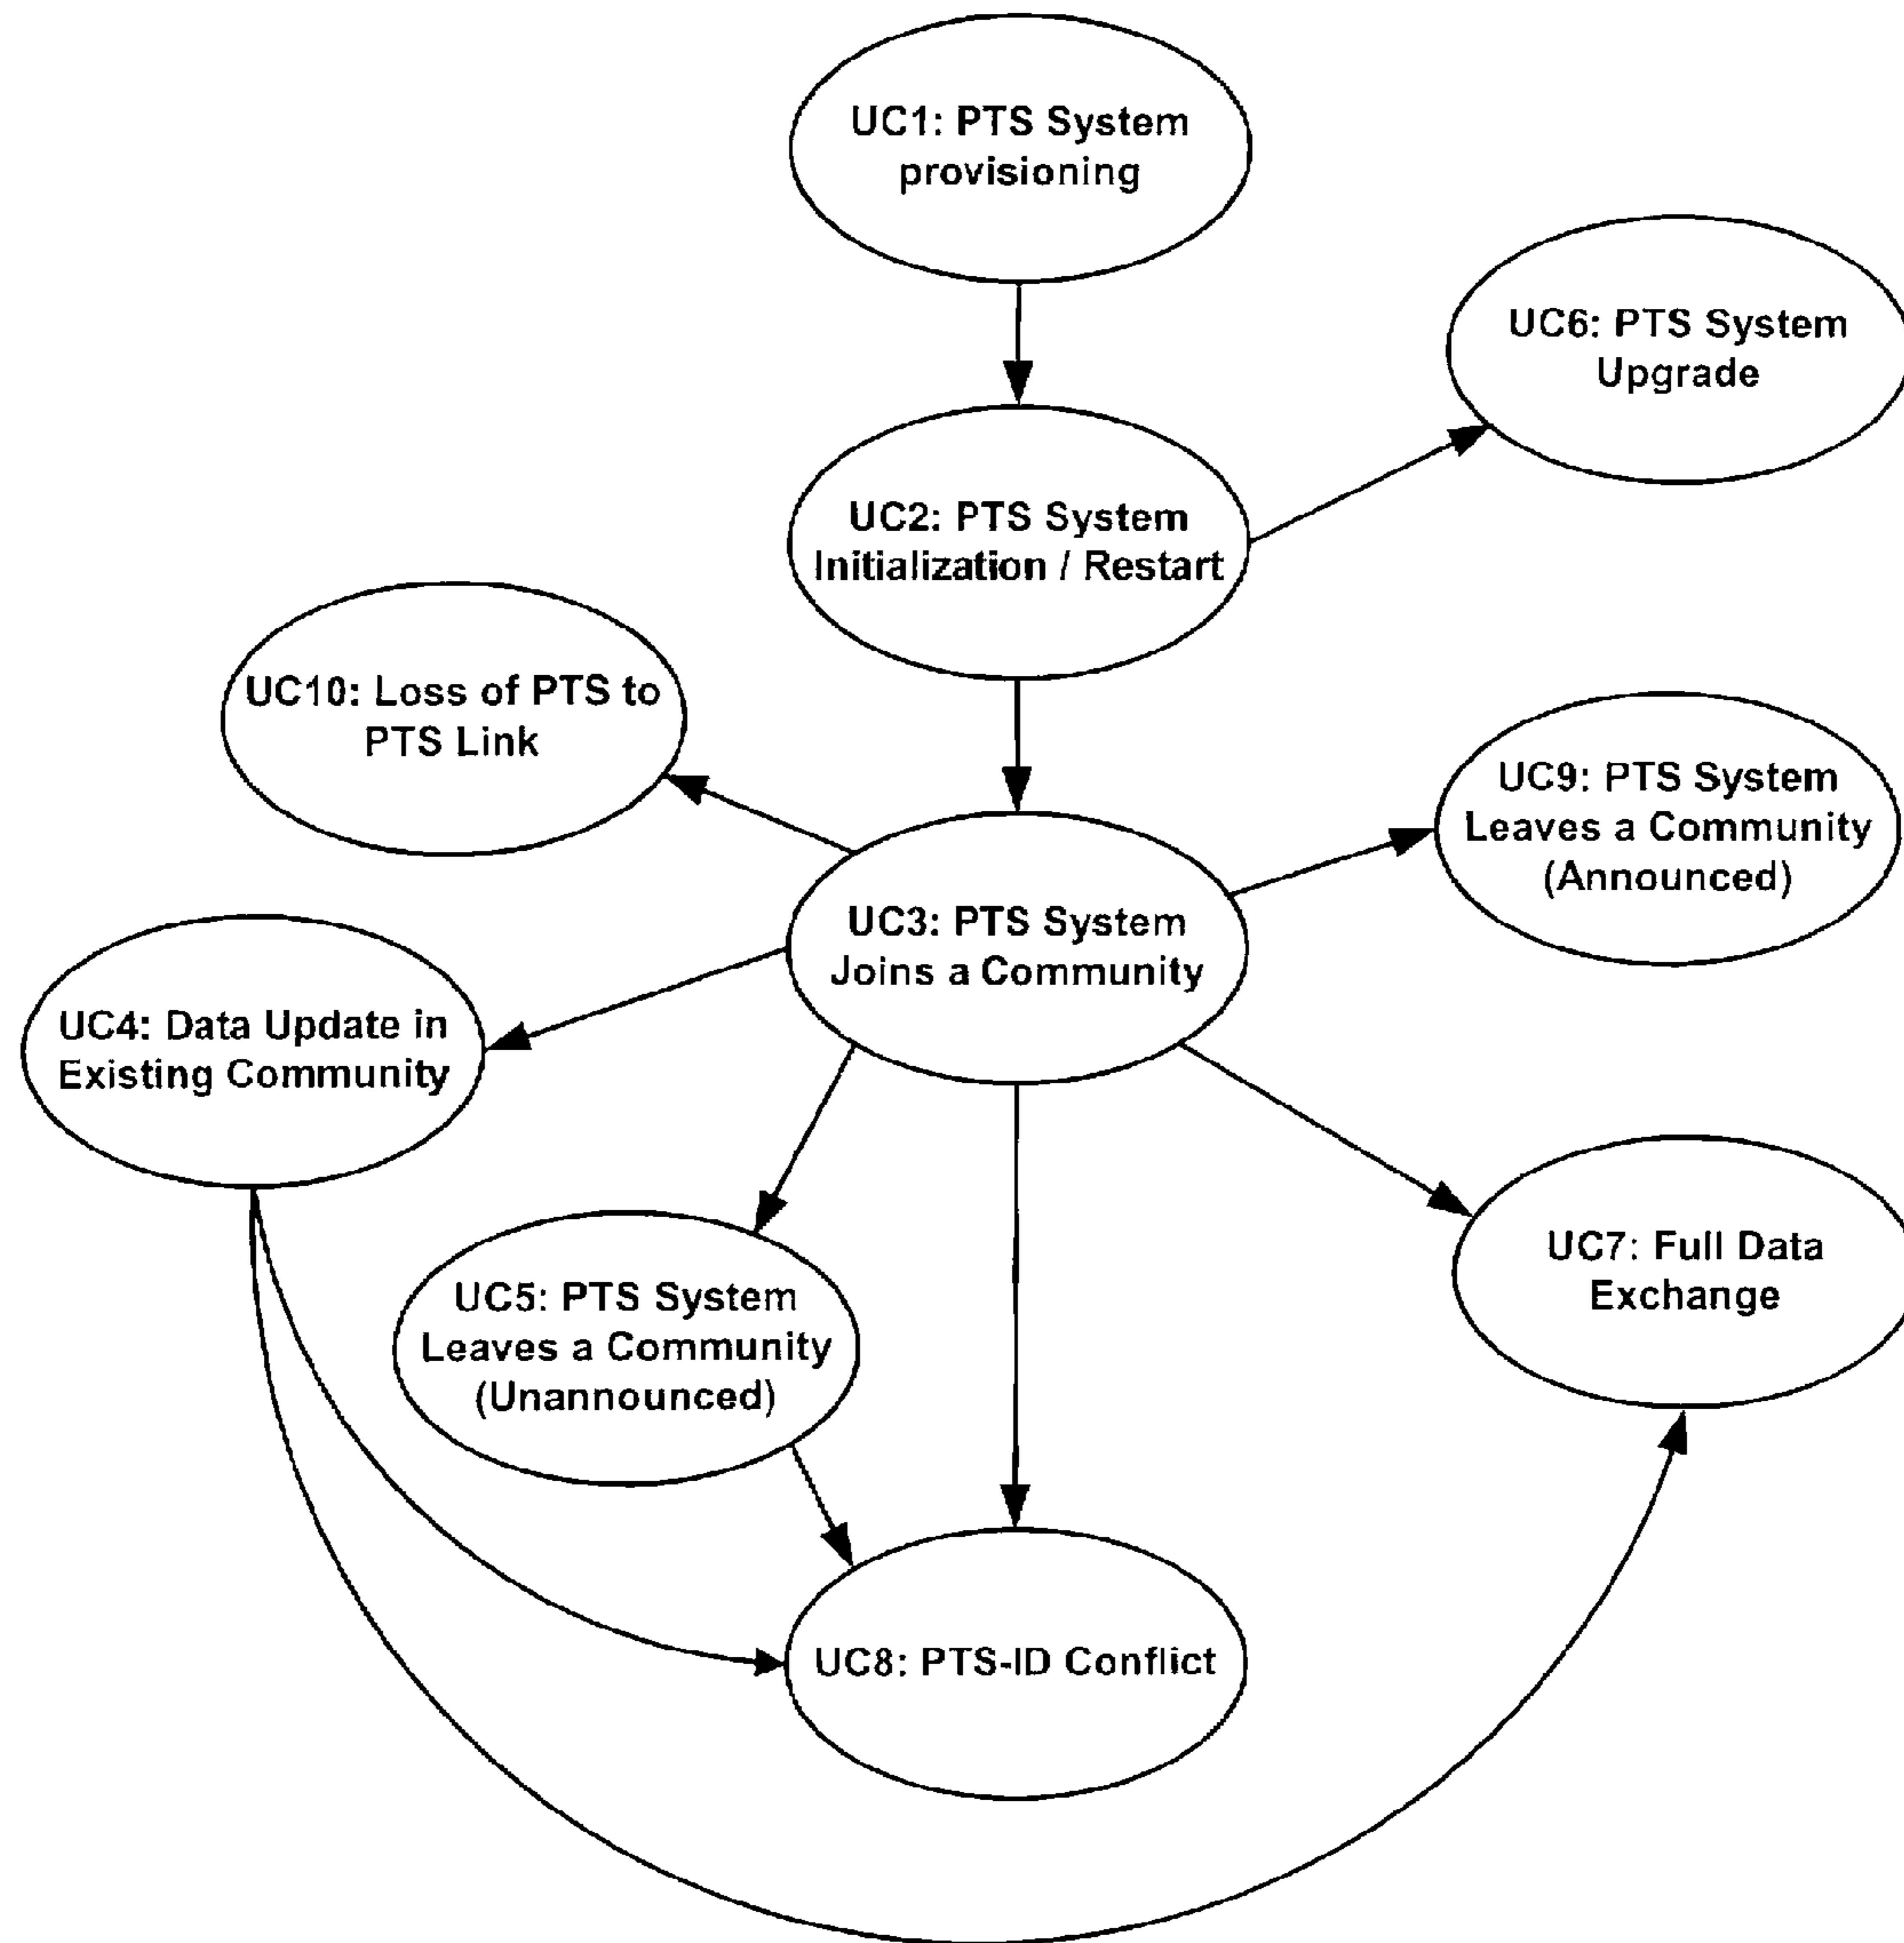 UC1: PTS System
provisioning
UC6: PTS System
Upgrade
UC2: PTS System
Initialization / Restart
UC10: Loss of PTS to
PTS Link
UC9: PTS System
Leaves a Community
(Announced)
UC3: PTS System
Joins a Community
UC4: Data Update in
Existing Community
UC7: Full Data
Exchange
UC5: PTS System
Leaves a Community
(Unannounced)
UC8: PTS-ID Conflict